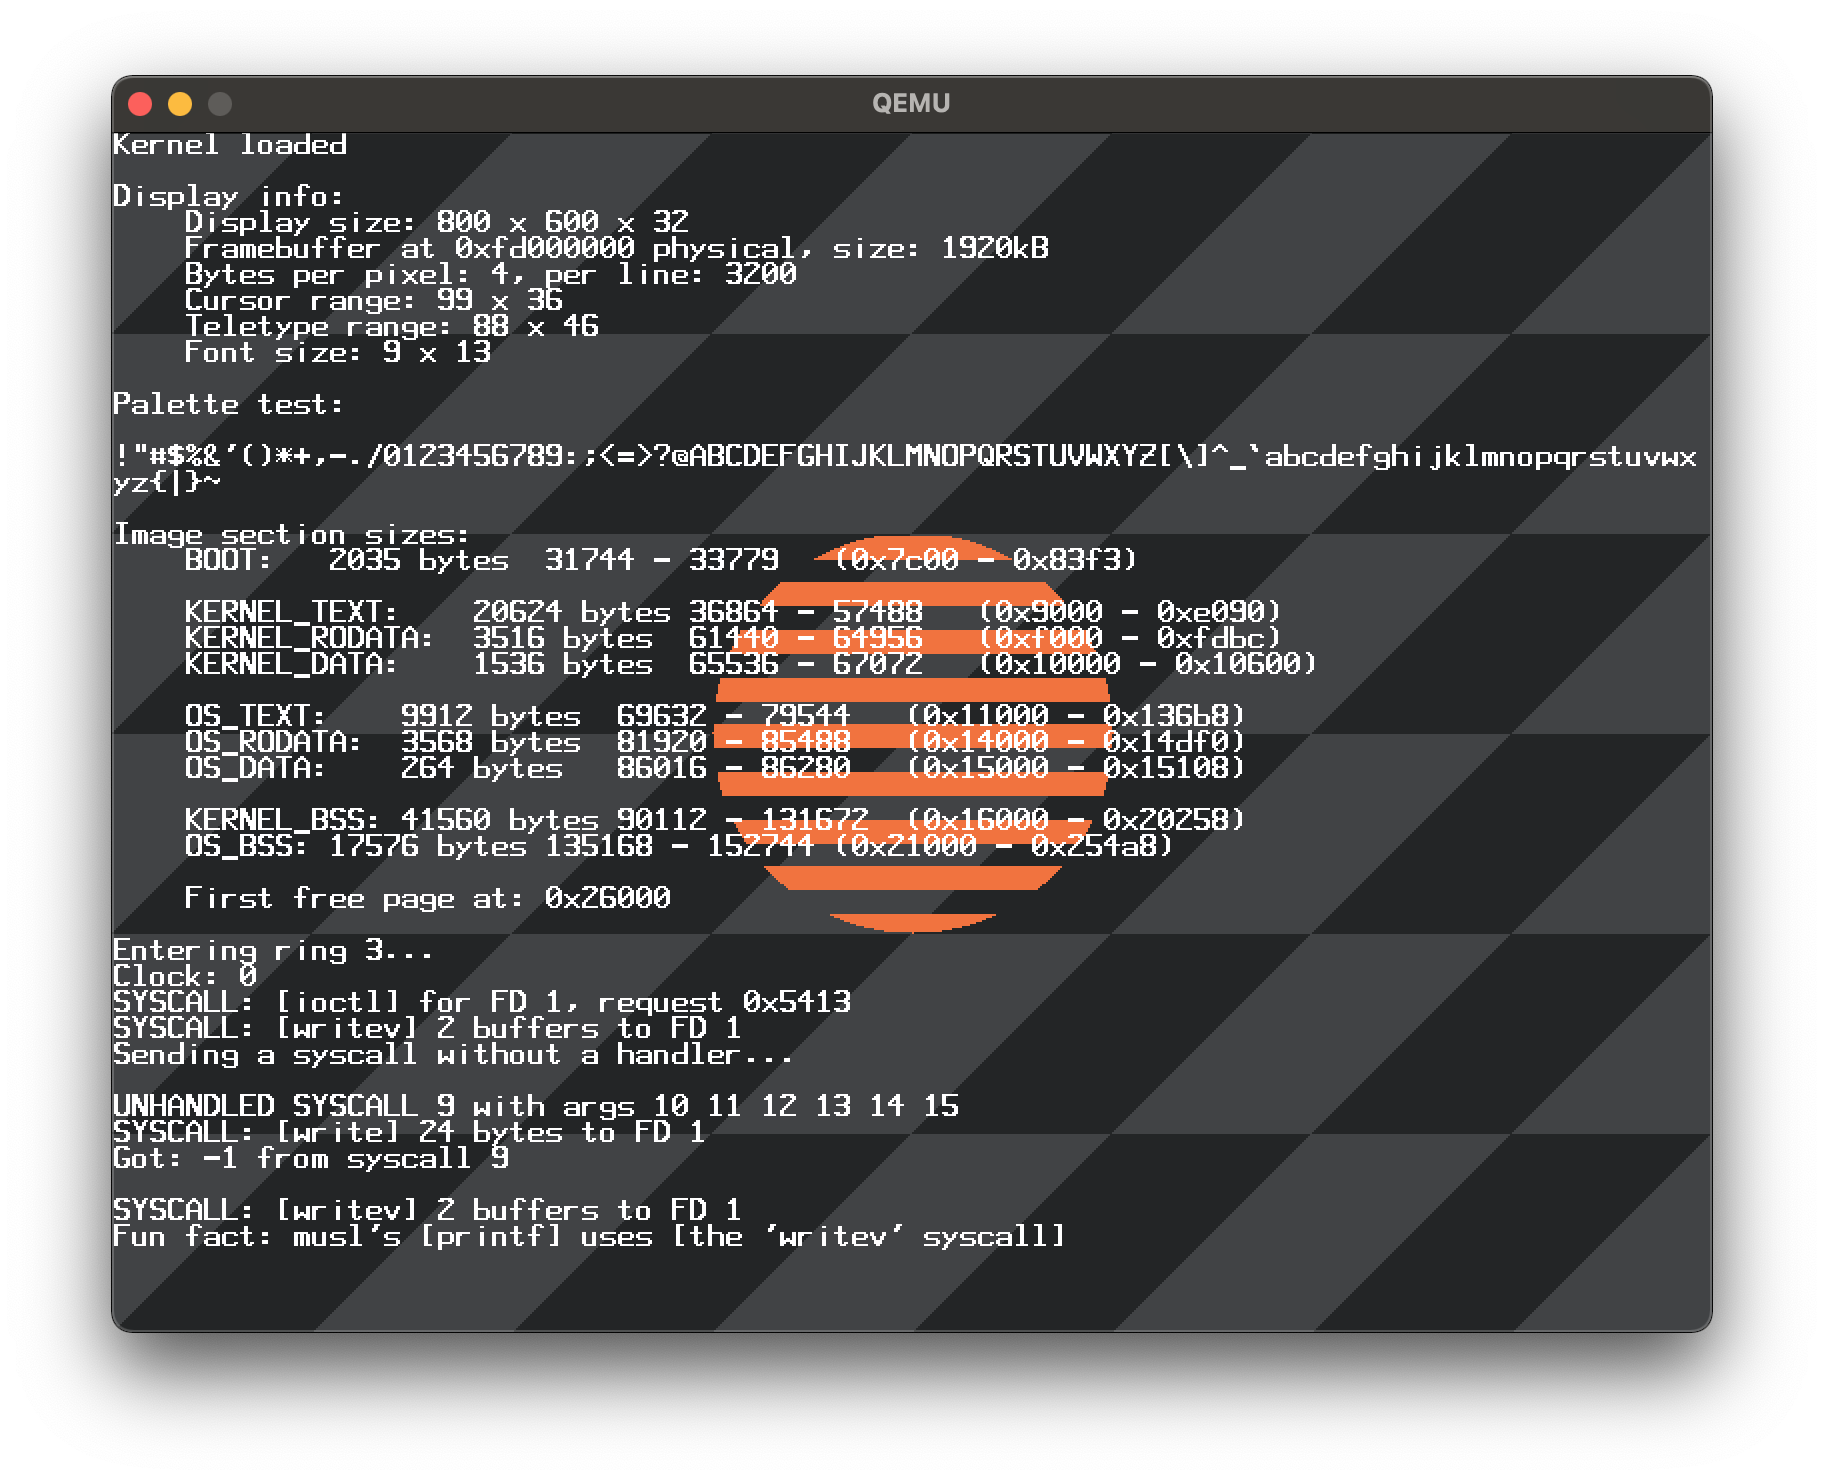 QEMU
Kernel loaded
Display info:
Display size: 800 x 600 x 32
Framebuffer at 0xfd000000 physical, size: 1920kB
Bytes per pixel: 4, per line: 3200
Cursor range: 99 x 36
Teletype range: 88 x 46
Font size: 9 x 13
Palette test:
!"#$%&'()*+,-./0123456789:;<=>?@ABCDEFGHIJKLMNOPQRSTUVWXYZ[\]^_`abcdefghijklmnopqrstuvwx
yz{|}~
Image section sizes:
BOOT:   2035 bytes  31744 - 33779   (0x7c00 - 0x83f3)
KERNEL_TEXT:    20624 bytes 36864 - 57488   (0x9000 - 0xe090)
KERNEL_RODATA:  3516 bytes  61440 - 64956   (0xf000 - 0xfdbc)
KERNEL_DATA:    1536 bytes  65536 - 67072   (0x10000 - 0x10600)
OS_TEXT:    9912 bytes  69632 - 79544   (0x11000 - 0x136b8)
OS_RODATA:  3568 bytes  81920 - 85488   (0x14000 - 0x14df0)
OS_DATA:    264 bytes   86016 - 86280   (0x15000 - 0x15108)
KERNEL_BSS: 41560 bytes 90112 - 131672  (0x16000 - 0x20258)
OS_BSS: 17576 bytes 135168 - 152744 (0x21000 - 0x254a8)
First free page at: 0x26000
Entering ring 3...
Clock: 0
SYSCALL: [ioctl] for FD 1, request 0x5413
SYSCALL: [writev] 2 buffers to FD 1
Sending a syscall without a handler...
UNHANDLED SYSCALL 9 with args 10 11 12 13 14 15
SYSCALL: [write] 24 bytes to FD 1
Got: -1 from syscall 9
SYSCALL: [writev] 2 buffers to FD 1
Fun fact: musl's [printf] uses [the 'writev' syscall]